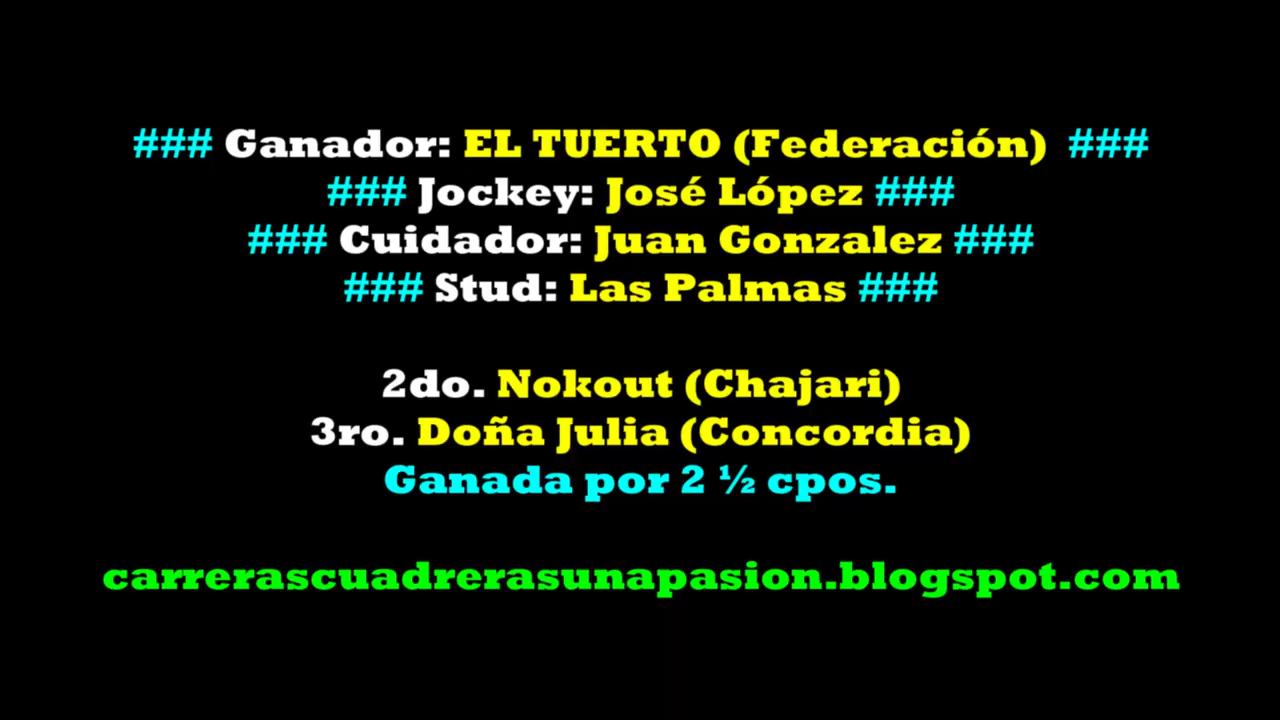 ### Ganador: EL TUERTO (Federación) ###
### Jockey: José López ###
### Cuidador: Juan Gonzalez ###
### Stud: Las Palmas ###
2do. Nokout (Chajari)
3ro. Doña Julia (Concordia)
Ganada por 2 ½ cpos.
carrerascuadrerasunapasion.blogspot.com